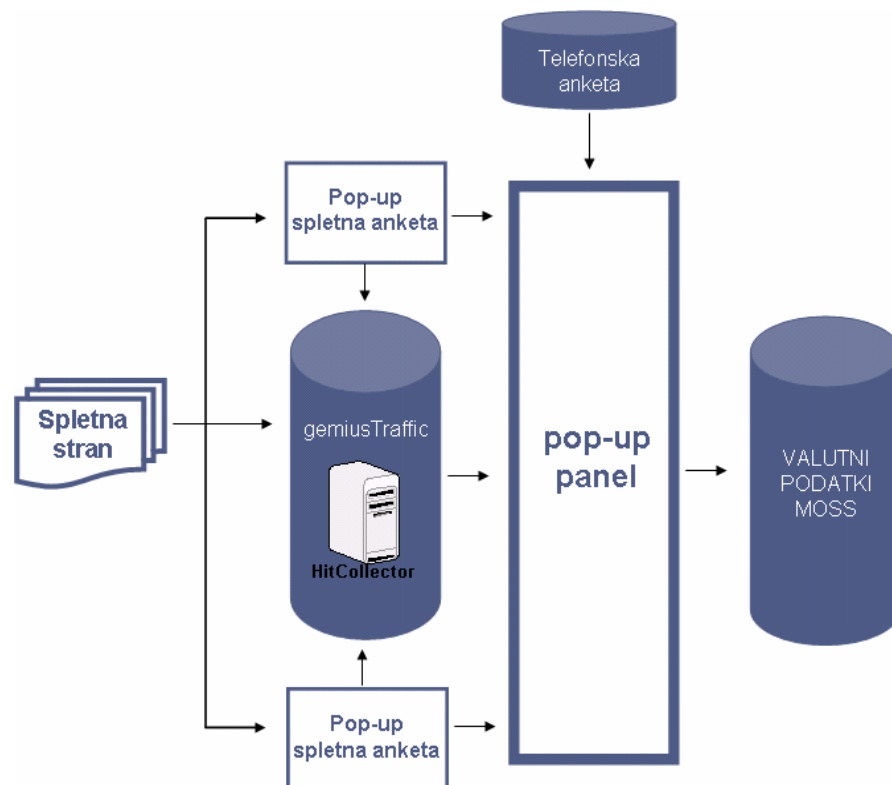 Telefonska
anketa
Pop-up
spletna anketa
Spletna
stran
gemiusTraffic
HitCollector
pop-up
panel
VALUTNI
PODATKI
MOSS
Pop-up
spletna anketa